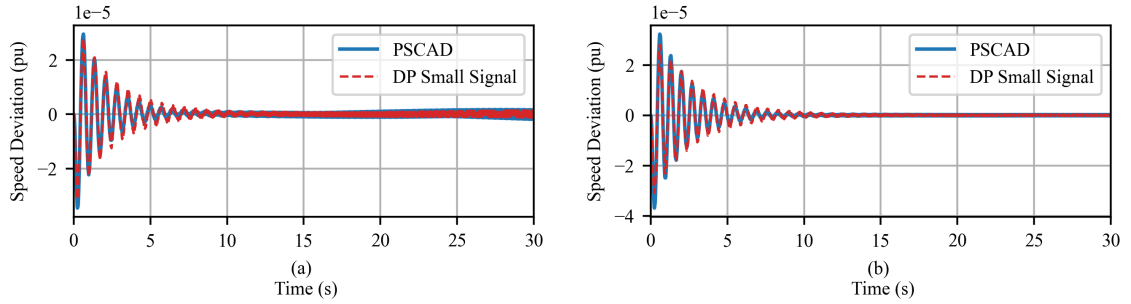 1e−5
Speed Deviation (pu)
2
0
−2
PSCAD
DP Small Signal
0 5 10 15 20 25 30
(a)
Time (s)
1e−5
Speed Deviation (pu)
2
0
−2
−4
PSCAD
DP Small Signal
0 5 10 15 20 25 30
(b)
Time (s)